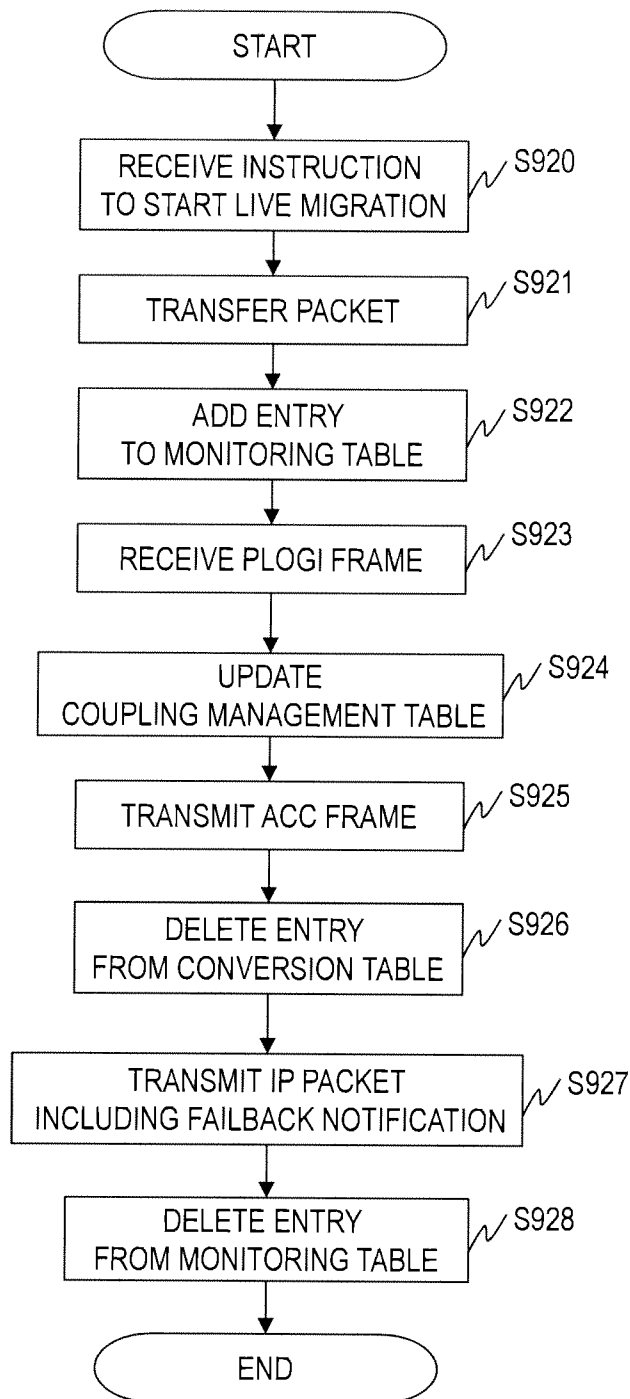 START
RECEIVE INSTRUCTION
TO START LIVE MIGRATION
S920
TRANSFER PACKET
S921
ADD ENTRY
TO MONITORING TABLE
S922
RECEIVE PLOGI FRAME
S923
UPDATE
COUPLING MANAGEMENT TABLE
S924
TRANSMIT ACC FRAME
S925
DELETE ENTRY
FROM CONVERSION TABLE
S926
TRANSMIT IP PACKET
INCLUDING FAILBACK NOTIFICATION
S927
DELETE ENTRY
FROM MONITORING TABLE
S928
END